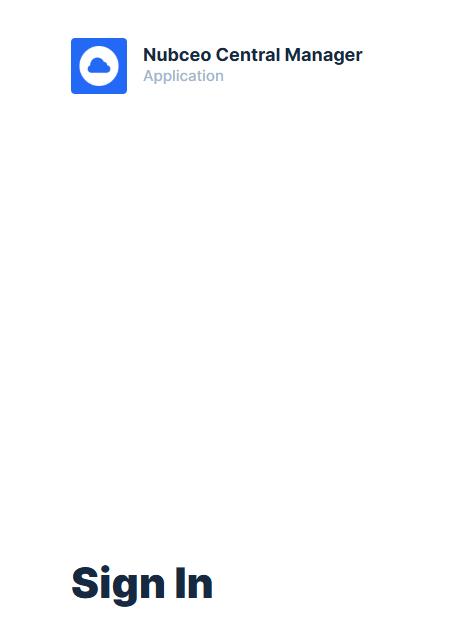 Nubceo Central Manager
Application
Sign In